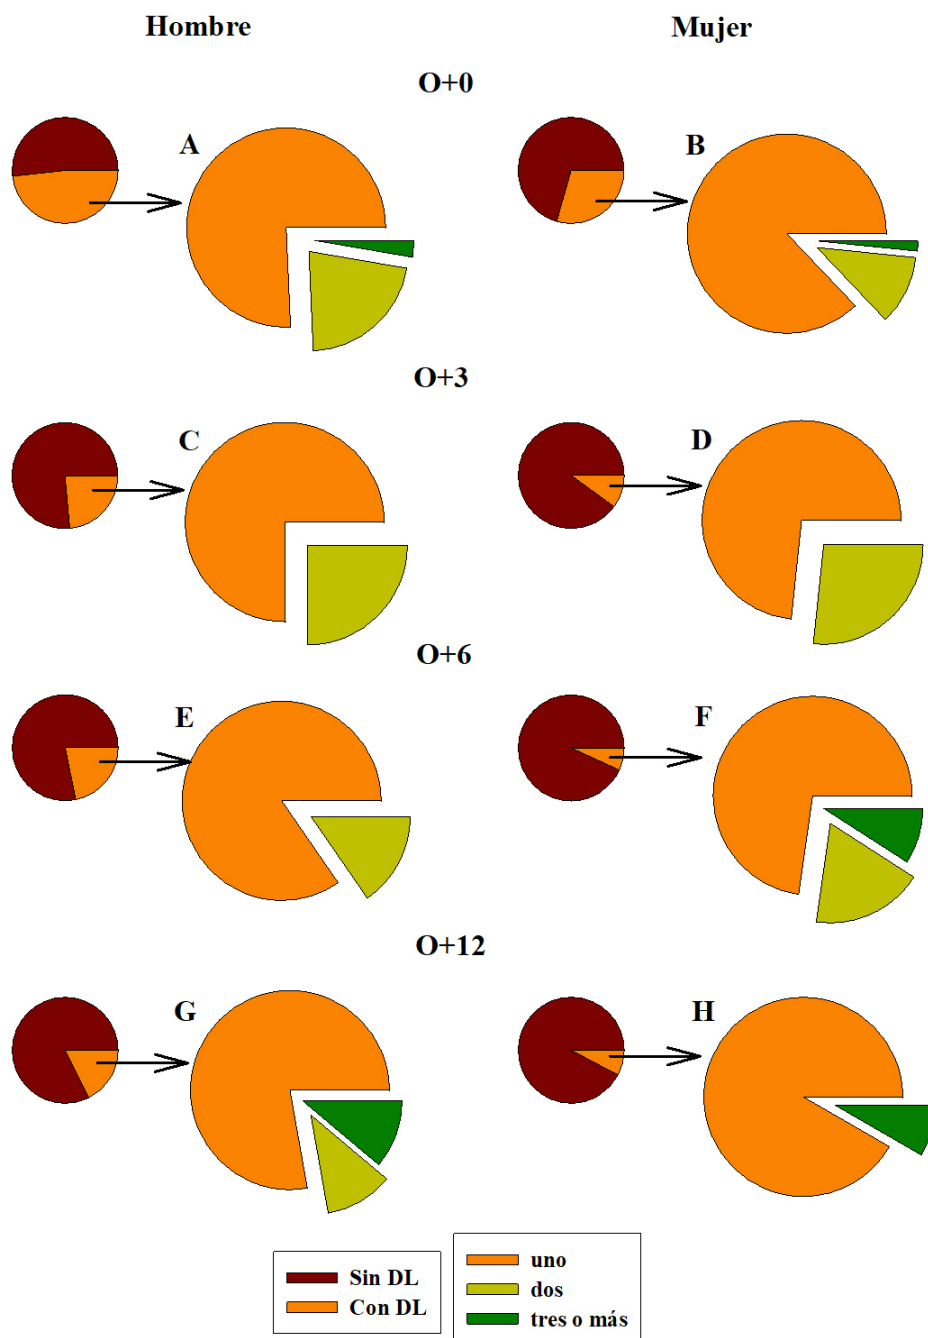 Hombre
Mujer
O+0
A
B
O+3
C
D
O+6
E
F
O+12
G
H
Sin DL
Con DL
uno
dos
tres o más